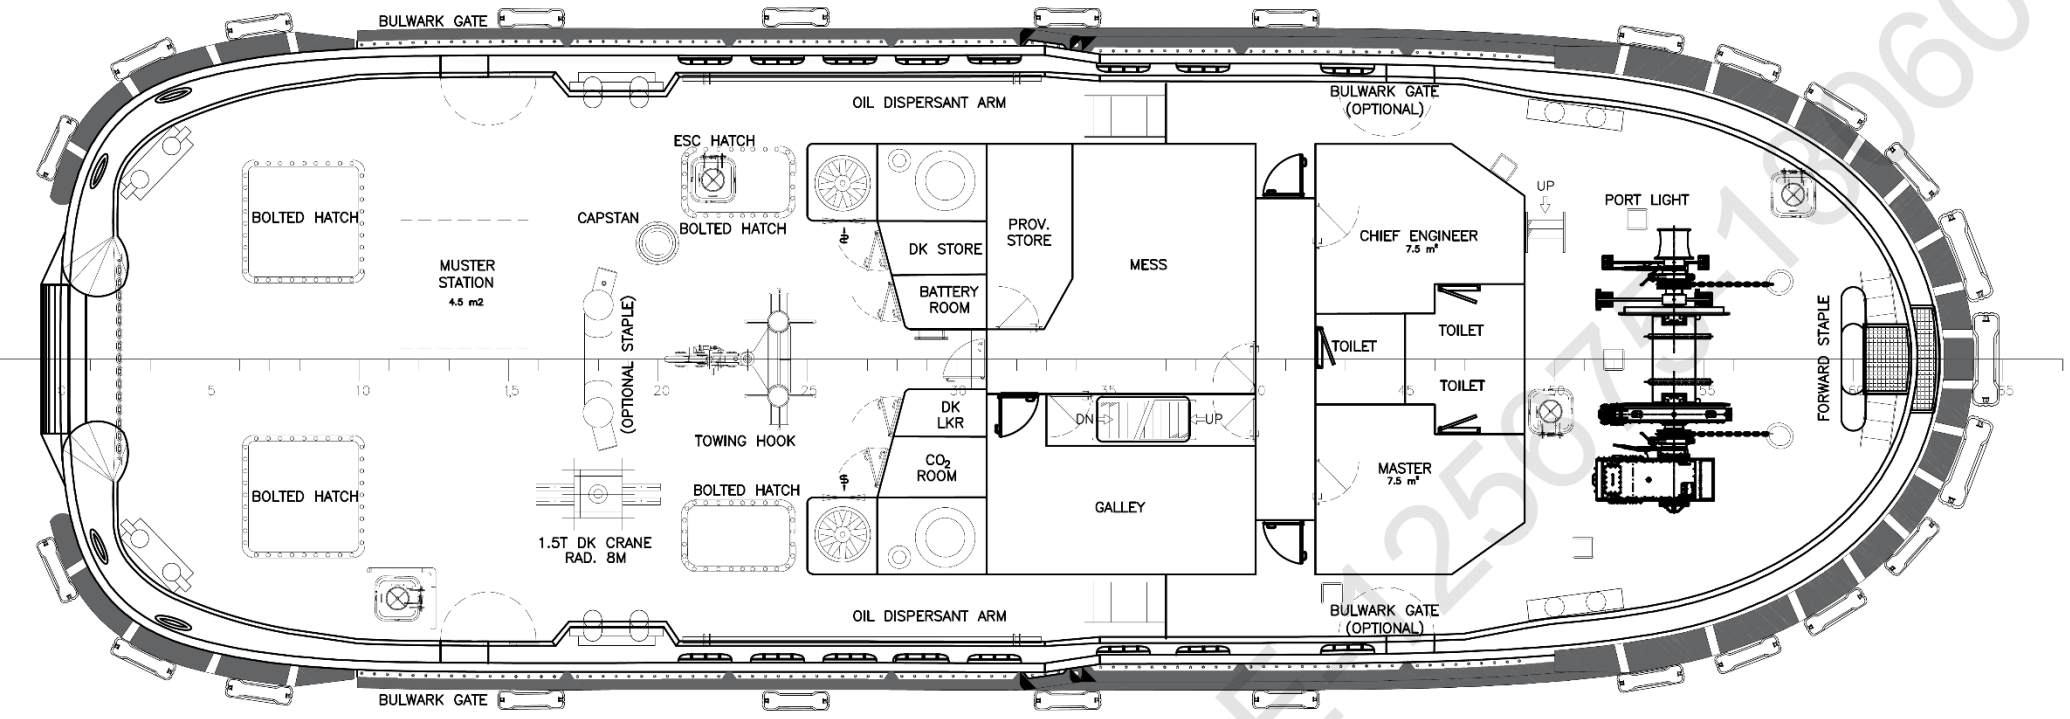 BULWARK GATE
OIL DISPERSANT ARM
BULWARK GATE
(OPTIONAL)
ESC HATCH
BOLTED HATCH
CAPSTAN
BOLTED HATCH
DK STORE
PROV.
STORE
MESS
CHIEF ENGINEER
7.5 m²
UP
PORT LIGHT
MUSTER
STATION
4.5 m2
BATTERY
ROOM
(OPTIONAL STAPLE)
TOILET
TOILET
TOILET
FORWARD STAPLE
0
5
10
15
20
25
30
35
40
45
50
55
60
65
TOWING HOOK
DK
LKR
DN
UP
CO2
ROOM
MASTER
7.5 m²
BOLTED HATCH
BOLTED HATCH
GALLEY
1.5T DK CRANE
RAD. 8M
OIL DISPERSANT ARM
BULWARK GATE
(OPTIONAL)
BULWARK GATE